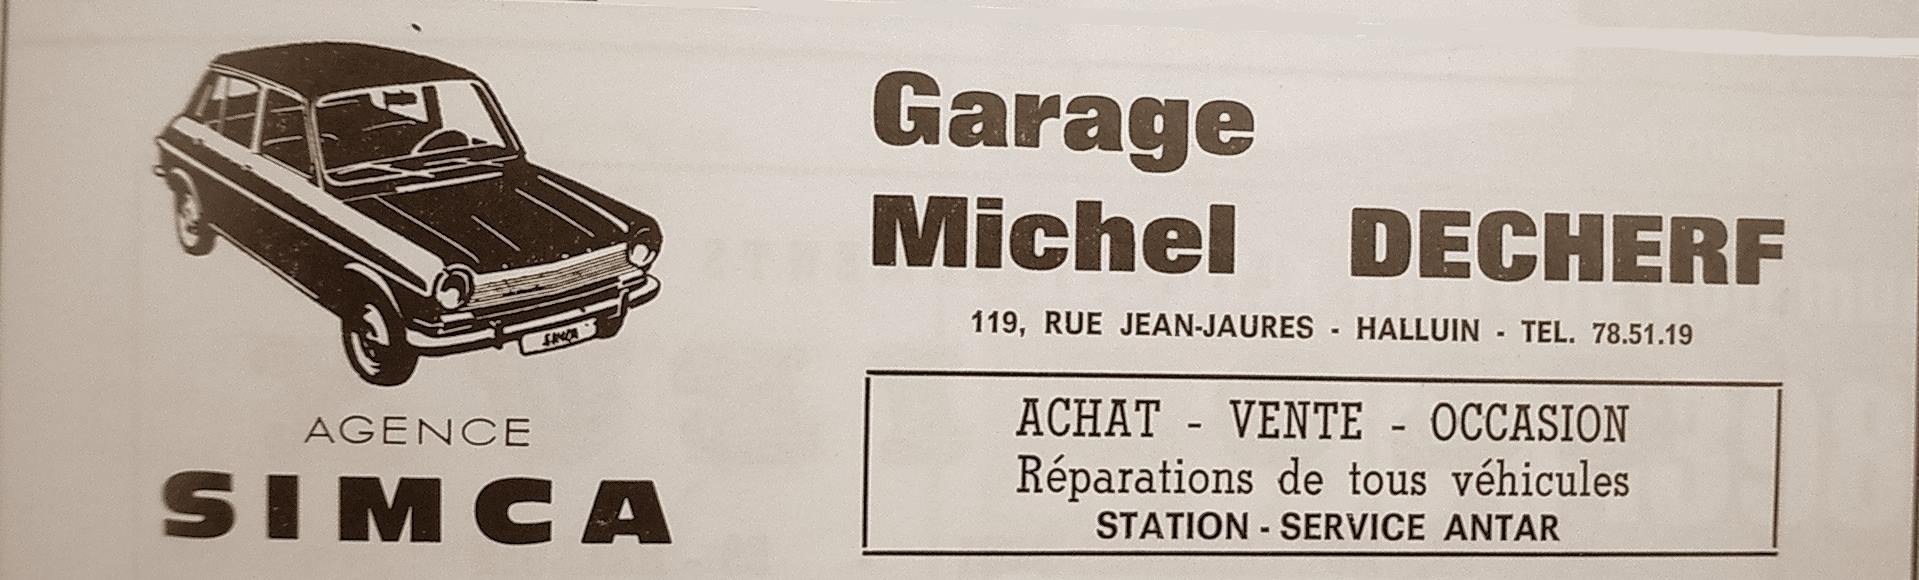 Garage
Michel DECHERF
119, RUE JEAN-JAURES - HALLUIN - TEL. 78.51.19
SIMCA
AGENCE
SIMCA
ACHAT - VENTE - OCCASION
Réparations de tous véhicules
STATION - SERVICE ANTAR